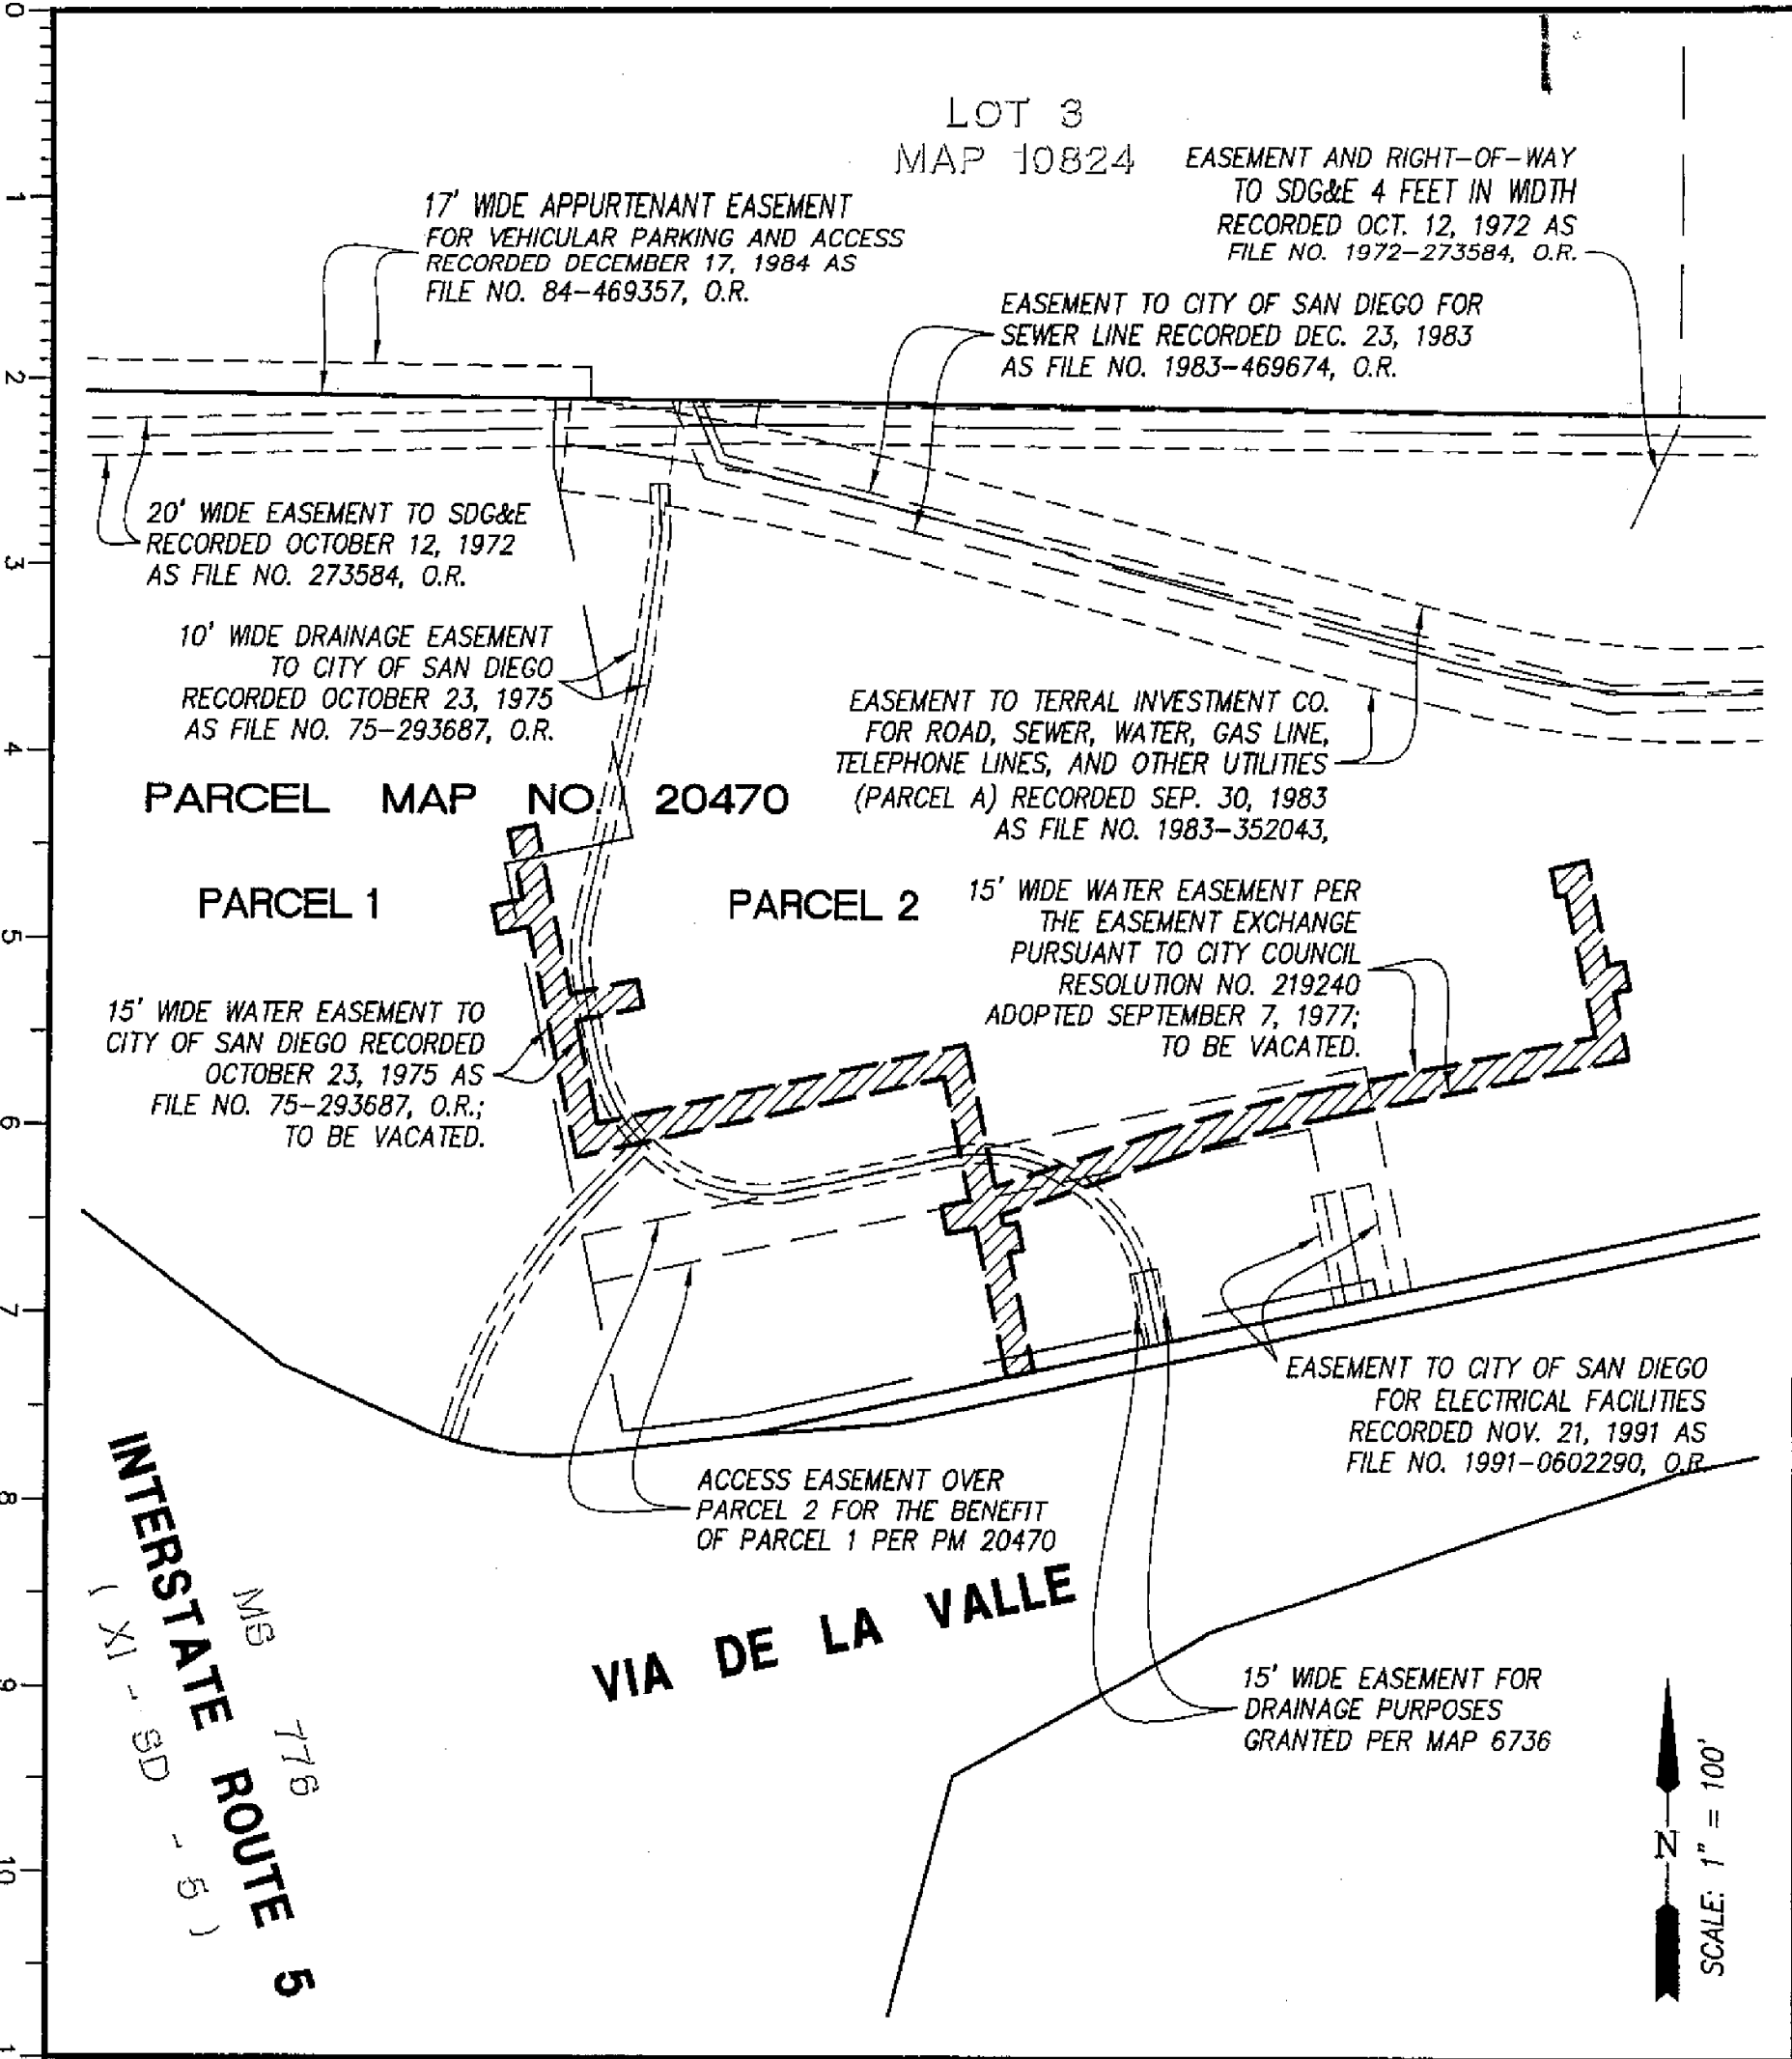 LOT 3
MAP 10824
EASEMENT AND RIGHT-OF-WAY
TO SDG&E 4 FEET IN WIDTH
RECORDED OCT. 12, 1972 AS
FILE NO. 1972-273584, O.R.
17' WIDE APPURTENANT EASEMENT
FOR VEHICULAR PARKING AND ACCESS
RECORDED DECEMBER 17, 1984 AS
FILE NO. 84-469357, O.R.
EASEMENT TO CITY OF SAN DIEGO FOR
SEWER LINE RECORDED DEC. 23, 1983
AS FILE NO. 1983-469674, O.R.
20' WIDE EASEMENT TO SDG&E
RECORDED OCTOBER 12, 1972
AS FILE NO. 273584, O.R.
10' WIDE DRAINAGE EASEMENT
TO CITY OF SAN DIEGO
RECORDED OCTOBER 23, 1975
AS FILE NO. 75-293687, O.R.
EASEMENT TO TERRAL INVESTMENT CO.
FOR ROAD, SEWER, WATER, GAS LINE,
TELEPHONE LINES, AND OTHER UTILITIES
(PARCEL A) RECORDED SEP. 30, 1983
AS FILE NO. 1983-352043,
PARCEL MAP NO. 20470
PARCEL 1
PARCEL 2
15' WIDE WATER EASEMENT PER
THE EASEMENT EXCHANGE
PURSUANT TO CITY COUNCIL
RESOLUTION NO. 219240
ADOPTED SEPTEMBER 7, 1977;
TO BE VACATED.
15' WIDE WATER EASEMENT TO
CITY OF SAN DIEGO RECORDED
OCTOBER 23, 1975 AS
FILE NO. 75-293687, O.R.;
TO BE VACATED.
EASEMENT TO CITY OF SAN DIEGO
FOR ELECTRICAL FACILITIES
RECORDED NOV. 21, 1991 AS
FILE NO. 1991-0602290, O.R.
ACCESS EASEMENT OVER
PARCEL 2 FOR THE BENEFIT
OF PARCEL 1 PER PM 20470
INTERSTATE ROUTE 5
MS 776
( XI - SD - 5 )
VIA DE LA VALLE
15' WIDE EASEMENT FOR
DRAINAGE PURPOSES
GRANTED PER MAP 6736
N
SCALE: 1" = 100'
0
1
2
3
4
5
6
7
8
9
10